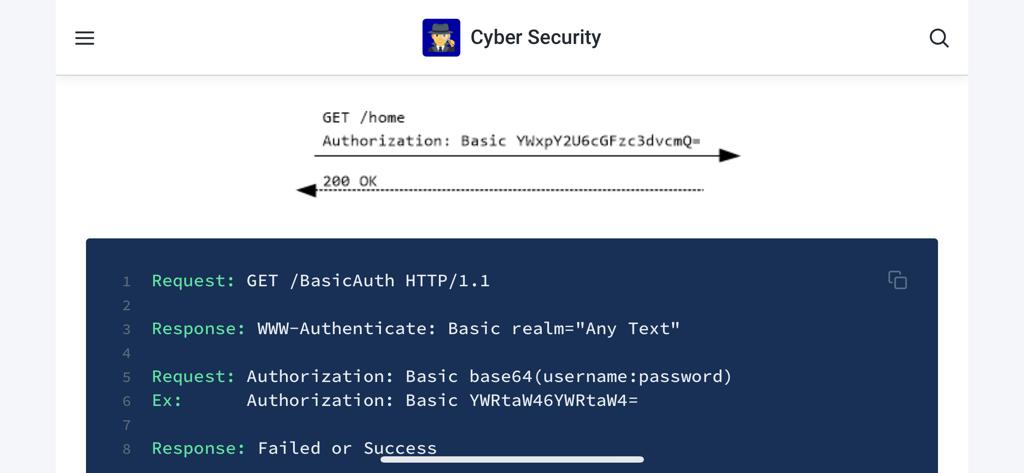 Cyber Security
GET /home
Authorization: Basic YWxpY2U6cGFzc3dvcmQ=
200 OK
1 Request: GET /BasicAuth HTTP/1.1
2
3 Response: WWW-Authenticate: Basic realm="Any Text"
4
5 Request: Authorization: Basic base64(username:password)
6 Ex: Authorization: Basic YWRtaW46YWRtaW4=
7
8 Response: Failed or Success